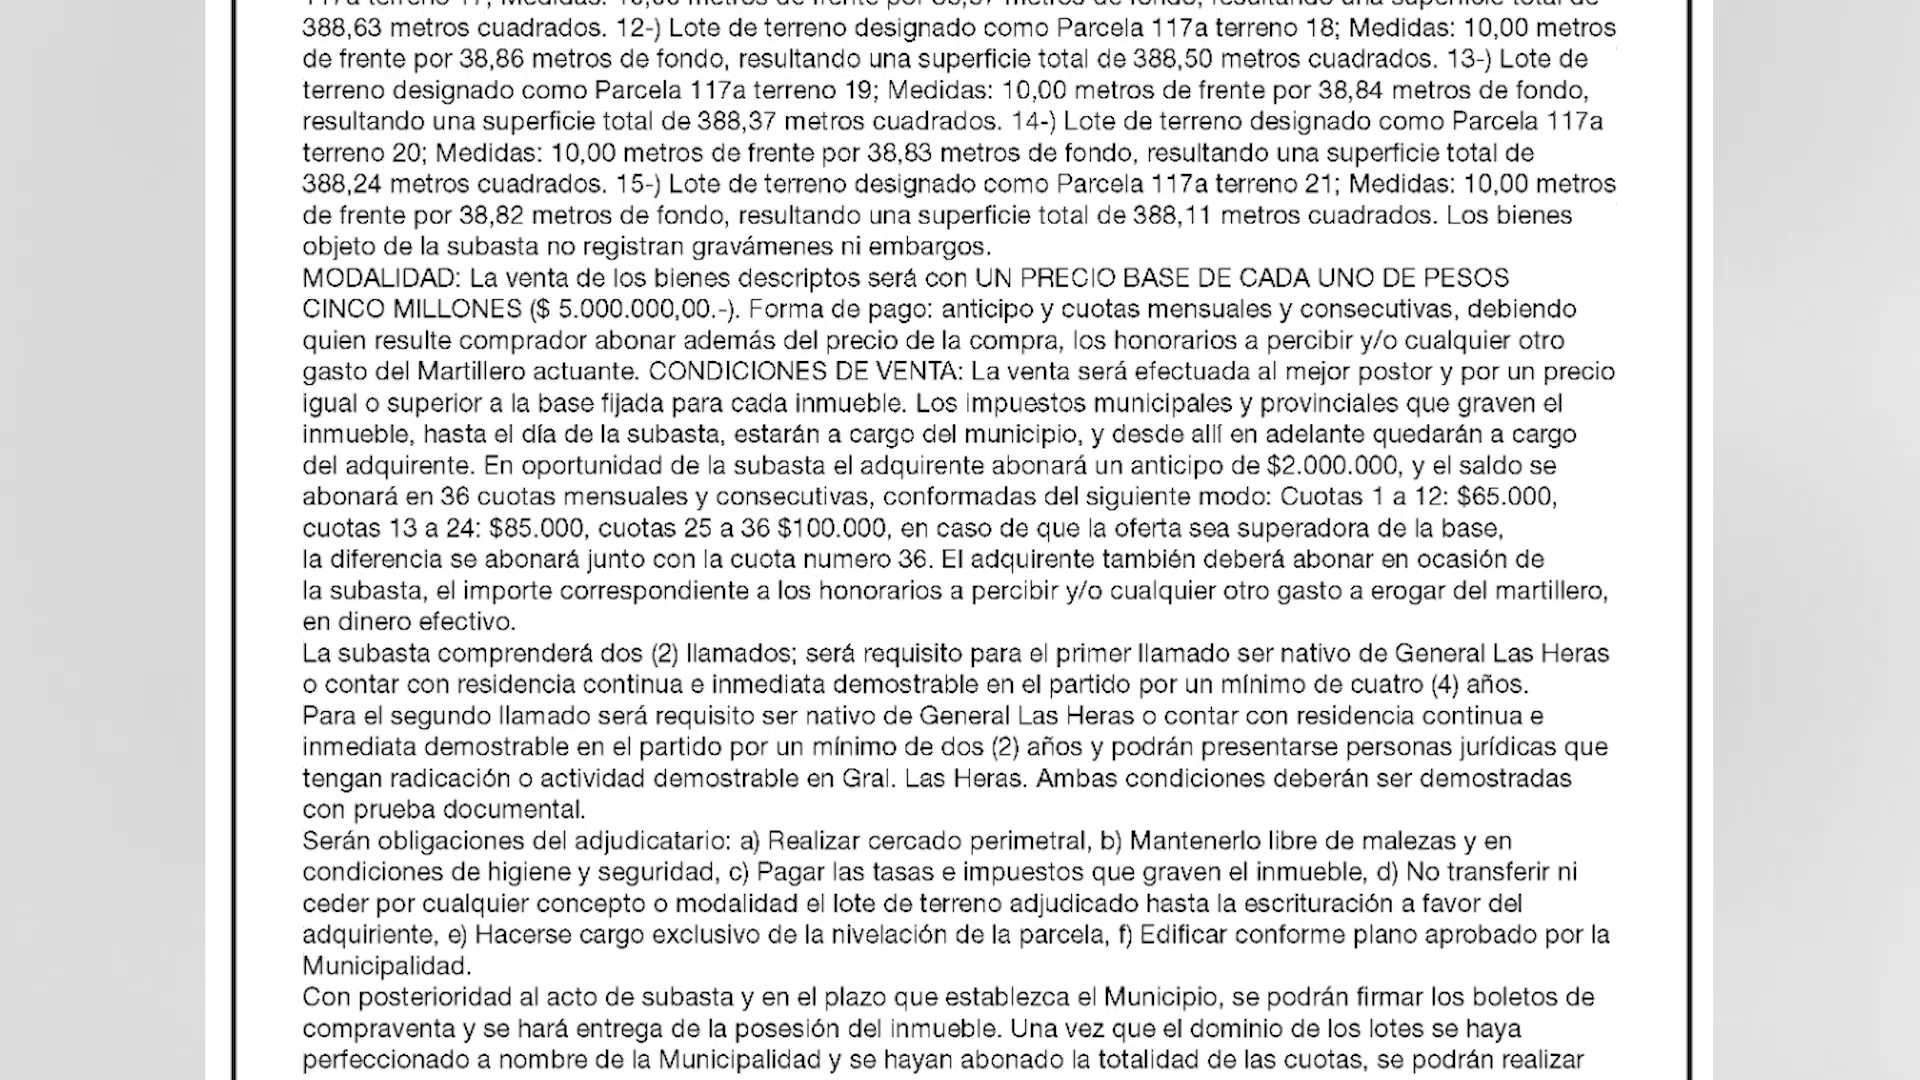 117a terreno 17; Medidas: 10,00 metros de frente por 38,87 metros de fondo, resultando una superficie total de
388,63 metros cuadrados. 12-) Lote de terreno designado como Parcela 117a terreno 18; Medidas: 10,00 metros
de frente por 38,86 metros de fondo, resultando una superficie total de 388,50 metros cuadrados. 13-) Lote de
terreno designado como Parcela 117a terreno 19; Medidas: 10,00 metros de frente por 38,84 metros de fondo,
resultando una superficie total de 388,37 metros cuadrados. 14-) Lote de terreno designado como Parcela 117a
terreno 20; Medidas: 10,00 metros de frente por 38,83 metros de fondo, resultando una superficie total de
388,24 metros cuadrados. 15-) Lote de terreno designado como Parcela 117a terreno 21; Medidas: 10,00 metros
de frente por 38,82 metros de fondo, resultando una superficie total de 388,11 metros cuadrados. Los bienes
objeto de la subasta no registran gravámenes ni embargos.
MODALIDAD: La venta de los bienes descriptos será con UN PRECIO BASE DE CADA UNO DE PESOS
CINCO MILLONES ($ 5.000.000,00.-). Forma de pago: anticipo y cuotas mensuales y consecutivas, debiendo
quien resulte comprador abonar además del precio de la compra, los honorarios a percibir y/o cualquier otro
gasto del Martillero actuante. CONDICIONES DE VENTA: La venta será efectuada al mejor postor y por un precio
igual o superior a la base fijada para cada inmueble. Los impuestos municipales y provinciales que graven el
inmueble, hasta el día de la subasta, estarán a cargo del municipio, y desde allí en adelante quedarán a cargo
del adquirente. En oportunidad de la subasta el adquirente abonará un anticipo de $2.000.000, y el saldo se
abonará en 36 cuotas mensuales y consecutivas, conformadas del siguiente modo: Cuotas 1 a 12: $65.000,
cuotas 13 a 24: $85.000, cuotas 25 a 36 $100.000, en caso de que la oferta sea superadora de la base,
la diferencia se abonará junto con la cuota numero 36. El adquirente también deberá abonar en ocasión de
la subasta, el importe correspondiente a los honorarios a percibir y/o cualquier otro gasto a erogar del martillero,
en dinero efectivo.
La subasta comprenderá dos (2) llamados; será requisito para el primer llamado ser nativo de General Las Heras
o contar con residencia continua e inmediata demostrable en el partido por un mínimo de cuatro (4) años.
Para el segundo llamado será requisito ser nativo de General Las Heras o contar con residencia continua e
inmediata demostrable en el partido por un mínimo de dos (2) años y podrán presentarse personas jurídicas que
tengan radicación o actividad demostrable en Gral. Las Heras. Ambas condiciones deberán ser demostradas
con prueba documental.
Serán obligaciones del adjudicatario: a) Realizar cercado perimetral, b) Mantenerlo libre de malezas y en
condiciones de higiene y seguridad, c) Pagar las tasas e impuestos que graven el inmueble, d) No transferir ni
ceder por cualquier concepto o modalidad el lote de terreno adjudicado hasta la escrituración a favor del
adquiriente, e) Hacerse cargo exclusivo de la nivelación de la parcela, f) Edificar conforme plano aprobado por la
Municipalidad.
Con posterioridad al acto de subasta y en el plazo que establezca el Municipio, se podrán firmar los boletos de
compraventa y se hará entrega de la posesión del inmueble. Una vez que el dominio de los lotes se haya
perfeccionado a nombre de la Municipalidad y se hayan abonado la totalidad de las cuotas, se podrán realizar